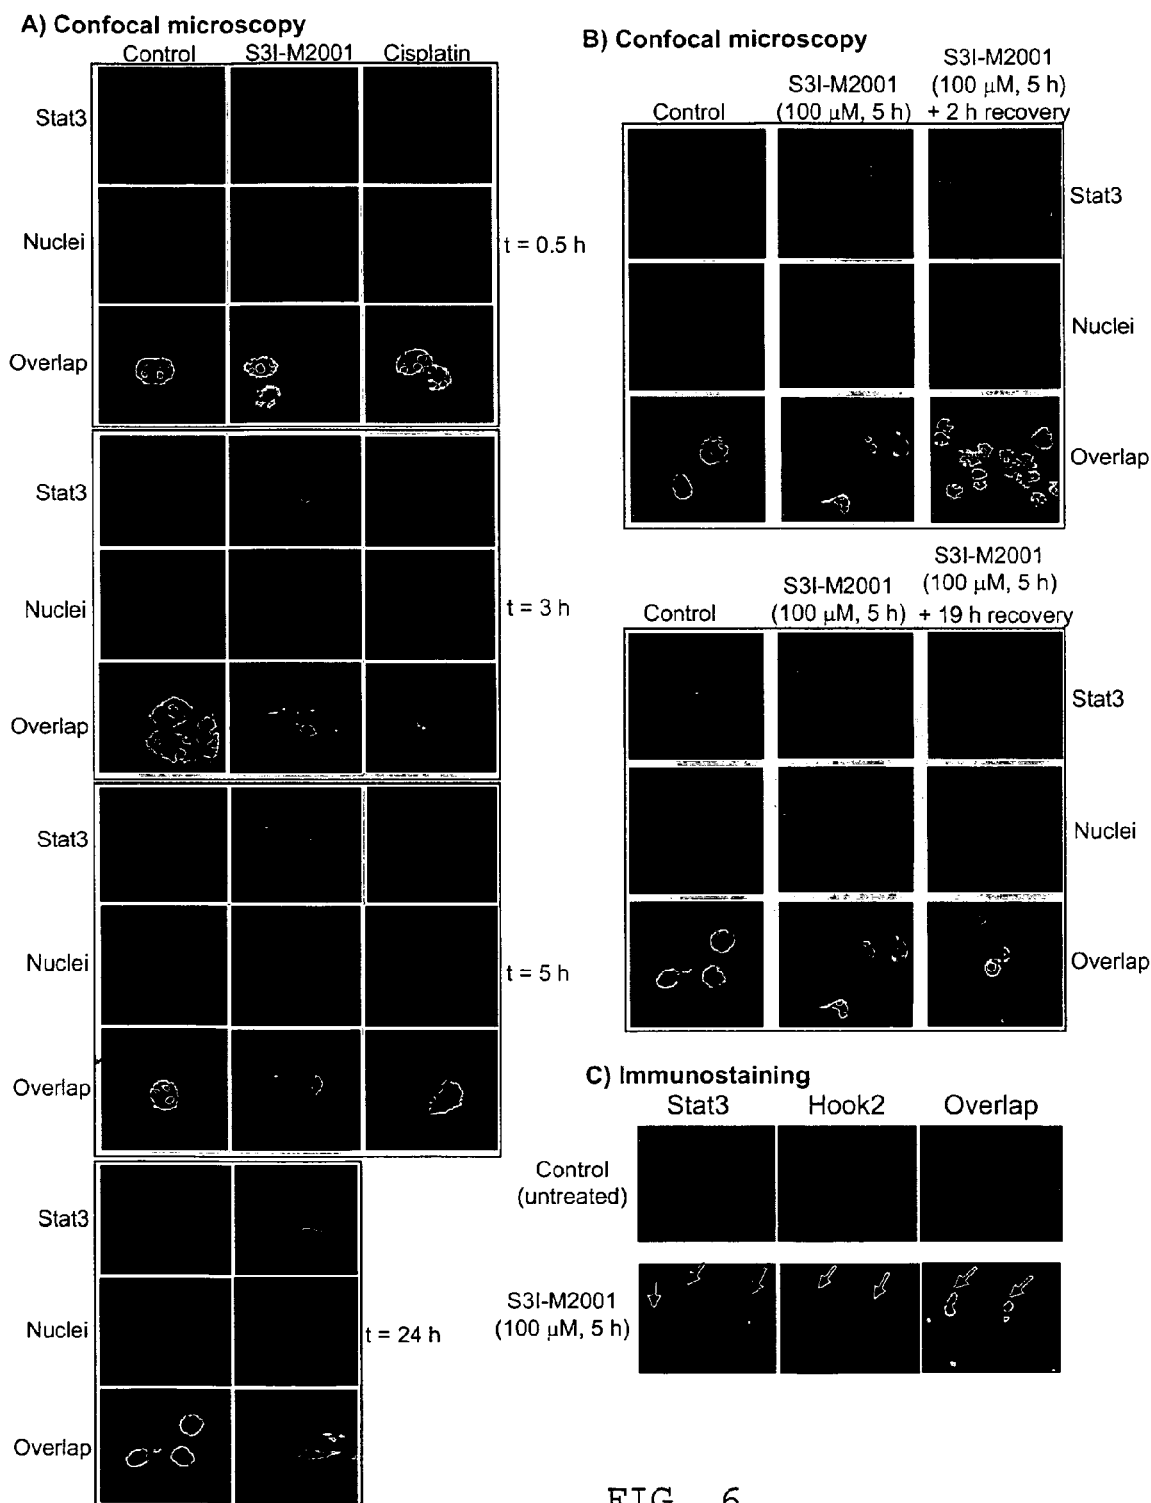 A) Confocal microscopy
Control S3I-M2001 Cisplatin
Stat3
Nuclei
t = 0.5 h
Overlap
Stat3
Nuclei
t = 3 h
Overlap
Stat3
Nuclei
t = 5 h
Overlap
Stat3
Nuclei
t = 24 h
Overlap
B) Confocal microscopy
Control
S3I-M2001
(100 μM, 5 h)
S3I-M2001
(100 μM, 5 h)
+ 2 h recovery
Stat3
Nuclei
Overlap
Control
S3I-M2001
(100 μM, 5 h)
S3I-M2001
(100 μM, 5 h)
+ 19 h recovery
Stat3
Nuclei
Overlap
C) Immunostaining
Stat3 Hook2 Overlap
Control
(untreated)
S3I-M2001
(100 μM, 5 h)
FIG. 6